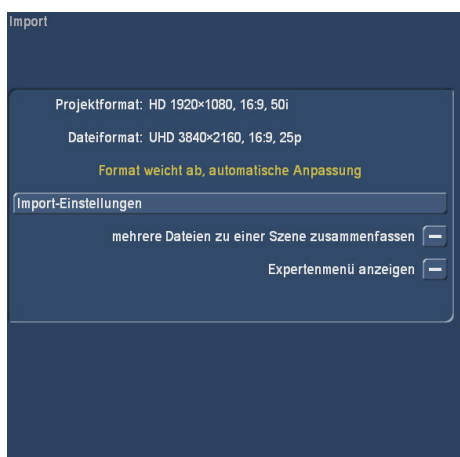 Import
Projektformat: HD 1920×1080, 16:9, 50i
Dateiformat: UHD 3840×2160, 16:9, 25p
Format weicht ab, automatische Anpassung
Import-Einstellungen
mehrere Dateien zu einer Szene zusammenfassen
Expertenmenü anzeigen